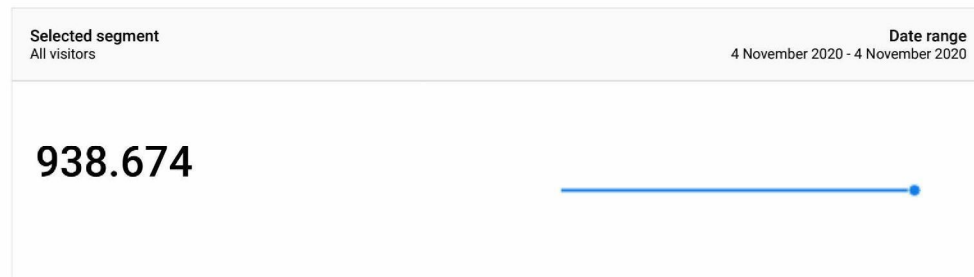 Selected segment
All visitors
Date range
4 November 2020 - 4 November 2020
938.674